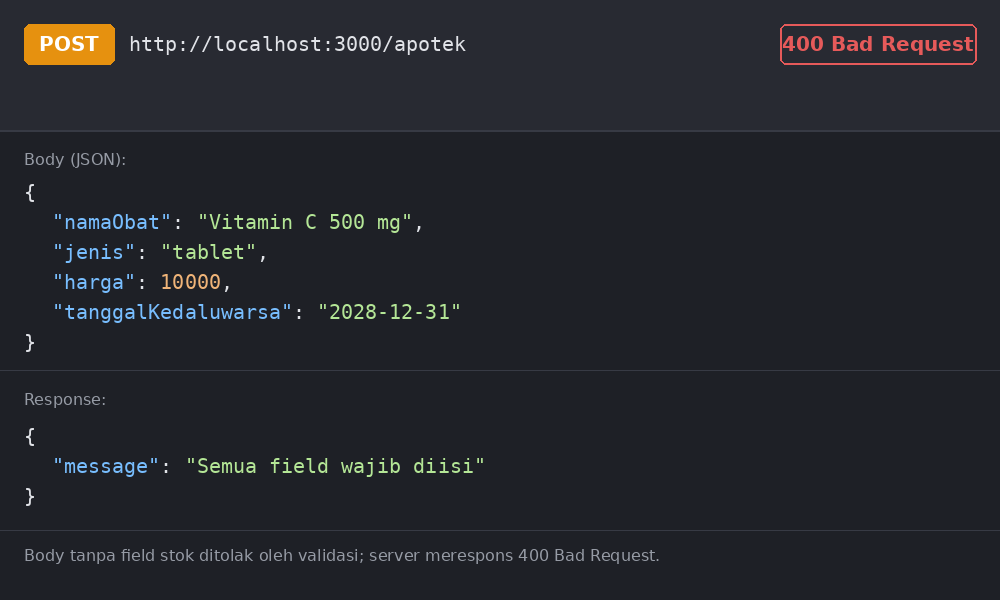 POST http://localhost:3000/apotek 400 Bad Request
Body (JSON):
{
"namaObat": "Vitamin C 500 mg",
"jenis": "tablet",
"harga": 10000,
"tanggalKedaluwarsa": "2028-12-31"
}
Response:
{
"message": "Semua field wajib diisi"
}
Body tanpa field stok ditolak oleh validasi; server merespons 400 Bad Request.